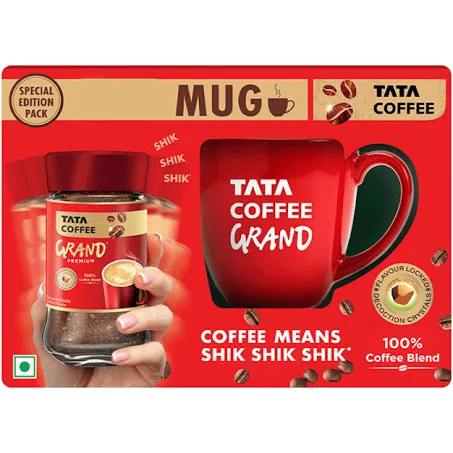 SPECIAL
EDITION
PACK
MUG
TATA
COFFEE
SHIK
SHIK
SHIK*
TATA
COFFEE
GRAND
PREMIUM
100%
Coffee Blend
TATA
COFFEE
GRAND
FLAVOUR LOCKED
DECOCTION CRYSTALS
COFFEE MEANS
SHIK SHIK SHIK*
100%
Coffee Blend